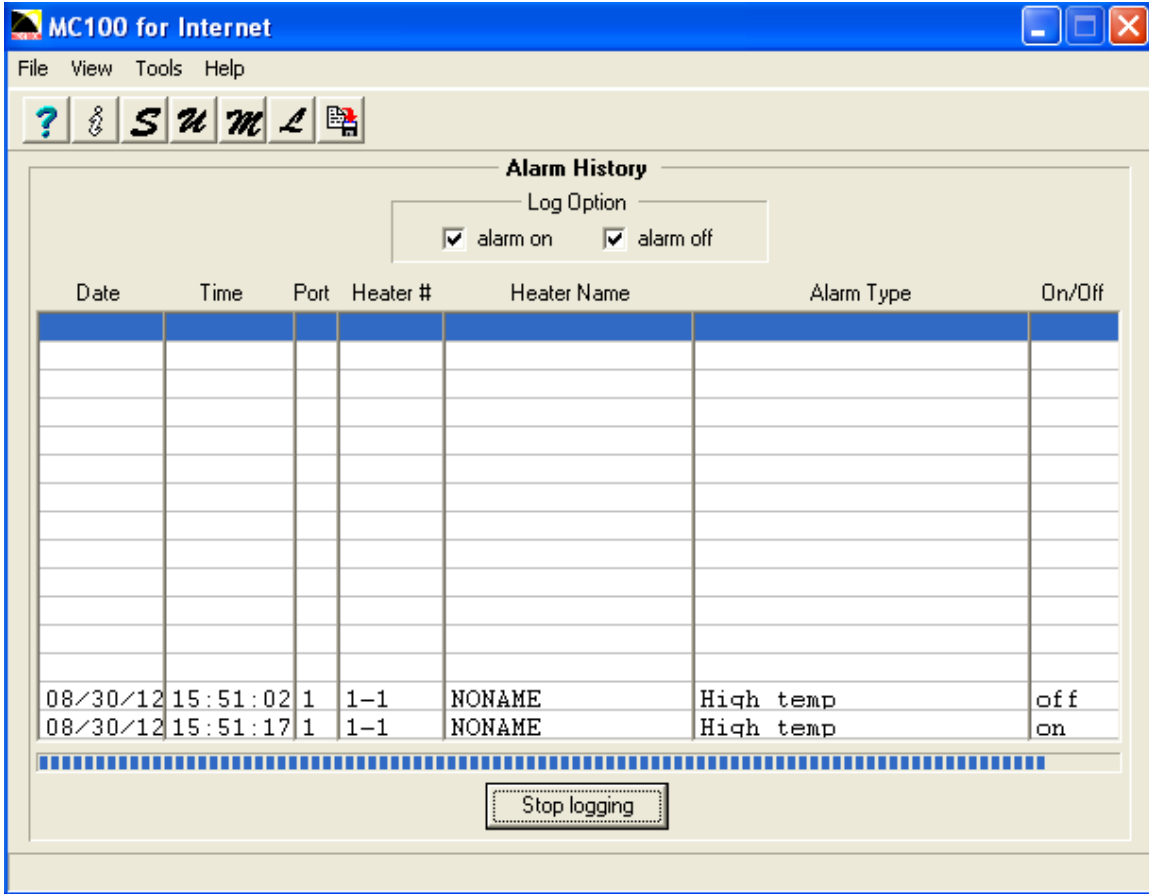 MC100 for Internet
File View Tools Help
? i S U M L
Alarm History
Log Option
alarm on alarm off
Date Time Port Heater # Heater Name Alarm Type On/Off
08/30/12 15:51:02 1 1-1 NONAME High temp off
08/30/12 15:51:17 1 1-1 NONAME High temp on
Stop logging